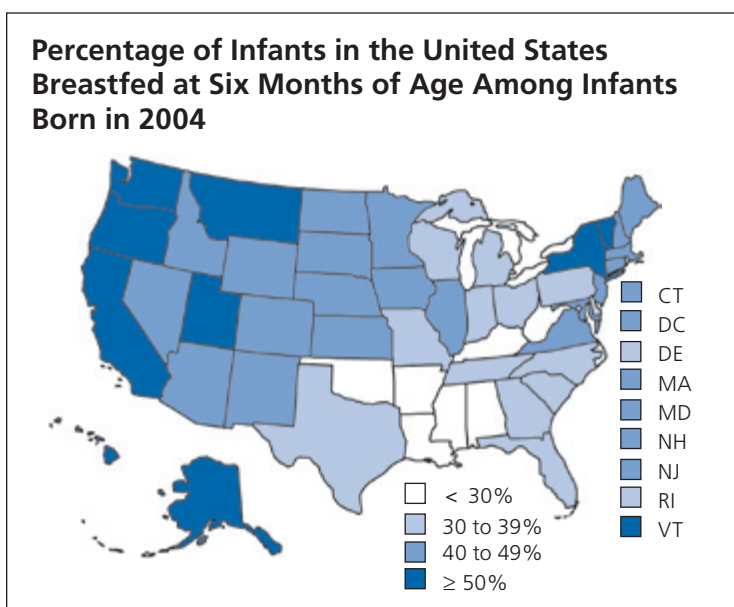 Percentage of Infants in the United States
Breastfed at Six Months of Age Among Infants
Born in 2004
CT
DC
DE
MA
MD
NH
NJ
RI
VT
< 30%
30 to 39%
40 to 49%
≥ 50%